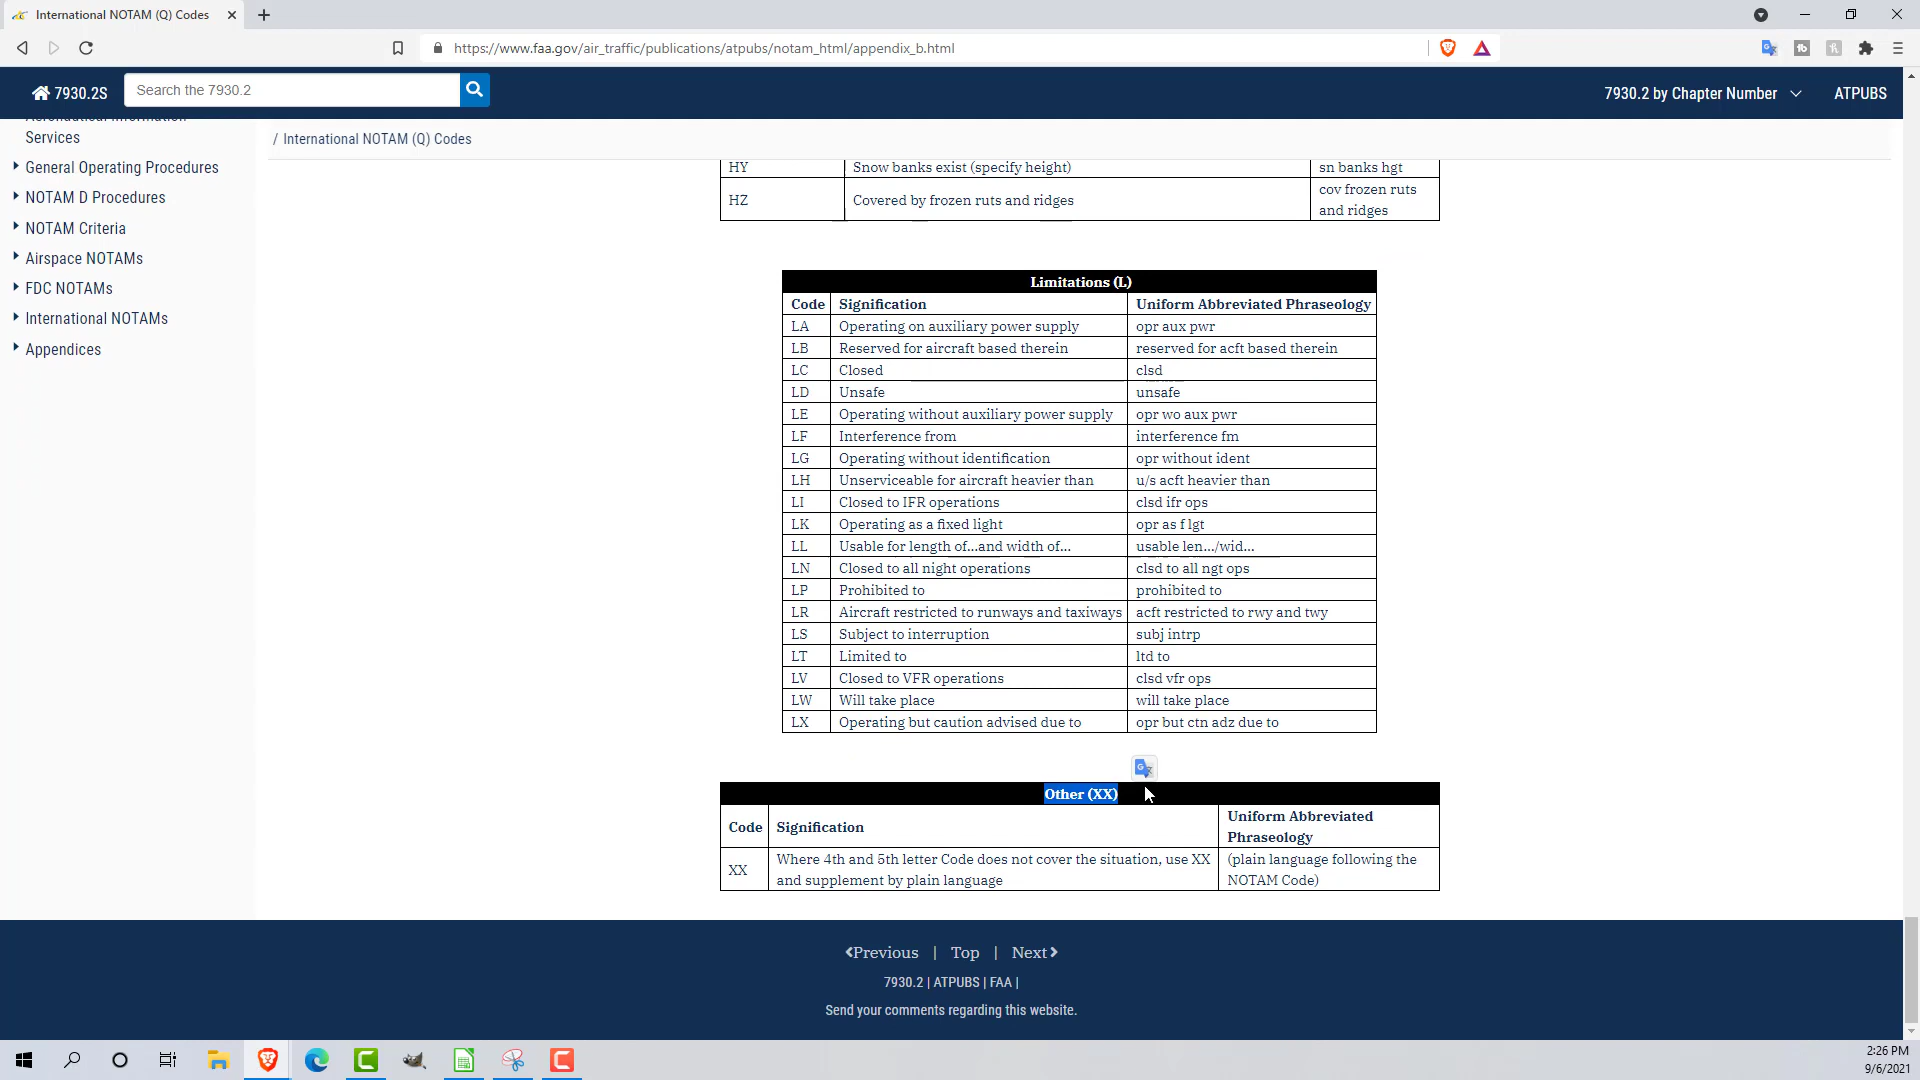 International NOTAM (Q) Codes
https://www.faa.gov/air_traffic/publications/atpubs/notam_html/appendix_b.html
7930.2S
Search the 7930.2
7930.2 by Chapter Number
ATPUBS
Aeronautical Information
Services
General Operating Procedures
NOTAM D Procedures
NOTAM Criteria
Airspace NOTAMs
FDC NOTAMs
International NOTAMs
Appendices
/ International NOTAM (Q) Codes
HY Snow banks exist (specify height) sn banks hgt
HZ Covered by frozen ruts and ridges cov frozen ruts
and ridges
Limitations (L)
Code Signification Uniform Abbreviated Phraseology
LA Operating on auxiliary power supply opr aux pwr
LB Reserved for aircraft based therein reserved for acft based therein
LC Closed clsd
LD Unsafe unsafe
LE Operating without auxiliary power supply opr wo aux pwr
LF Interference from interference fm
LG Operating without identification opr without ident
LH Unserviceable for aircraft heavier than u/s acft heavier than
LI Closed to IFR operations clsd ifr ops
LK Operating as a fixed light opr as f lgt
LL Usable for length of...and width of... usable len.../wid...
LN Closed to all night operations clsd to all ngt ops
LP Prohibited to prohibited to
LR Aircraft restricted to runways and taxiways acft restricted to rwy and twy
LS Subject to interruption subj intrp
LT Limited to ltd to
LV Closed to VFR operations clsd vfr ops
LW Will take place will take place
LX Operating but caution advised due to opr but ctn adz due to
Other (XX)
Code Signification Uniform Abbreviated
Phraseology
XX Where 4th and 5th letter Code does not cover the situation, use XX
and supplement by plain language
(plain language following the
NOTAM Code)
Previous | Top | Next
7930.2 | ATPUBS | FAA |
Send your comments regarding this website.
2:26 PM
9/6/2021